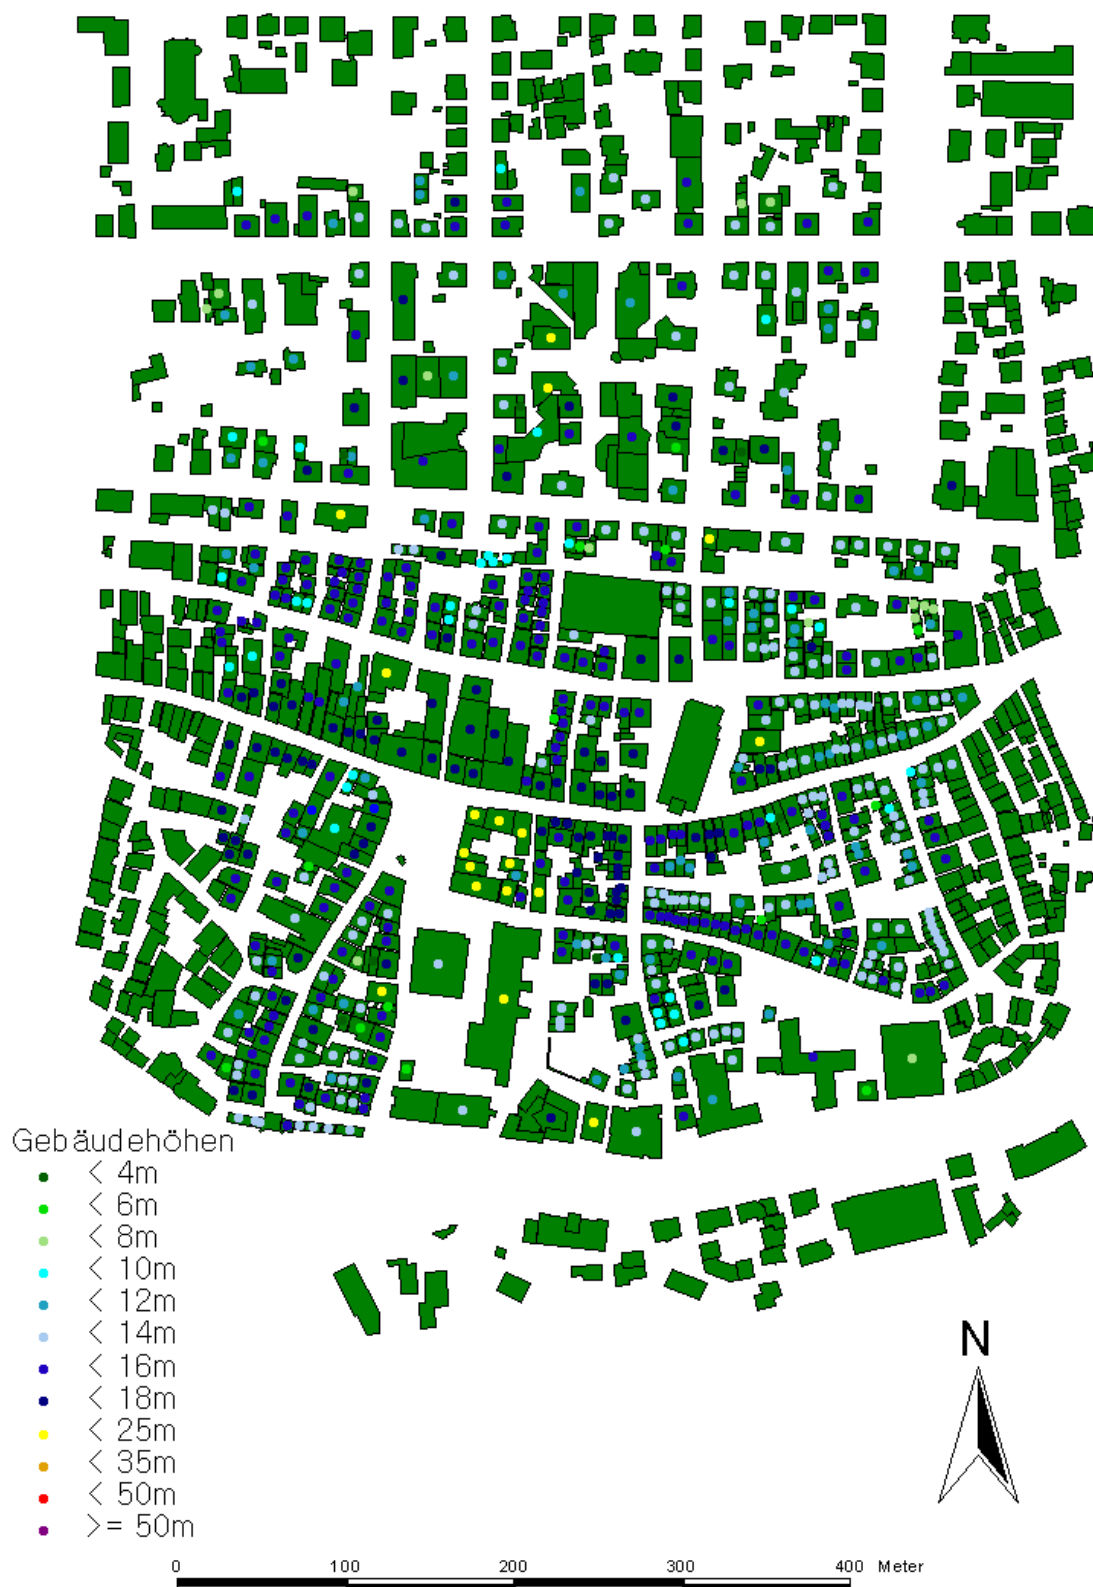 Gebäudehöhen
< 4m
< 6m
< 8m
< 10m
< 12m
< 14m
< 16m
< 18m
< 25m
< 35m
< 50m
>= 50m
N
0 100 200 300 400 Meter